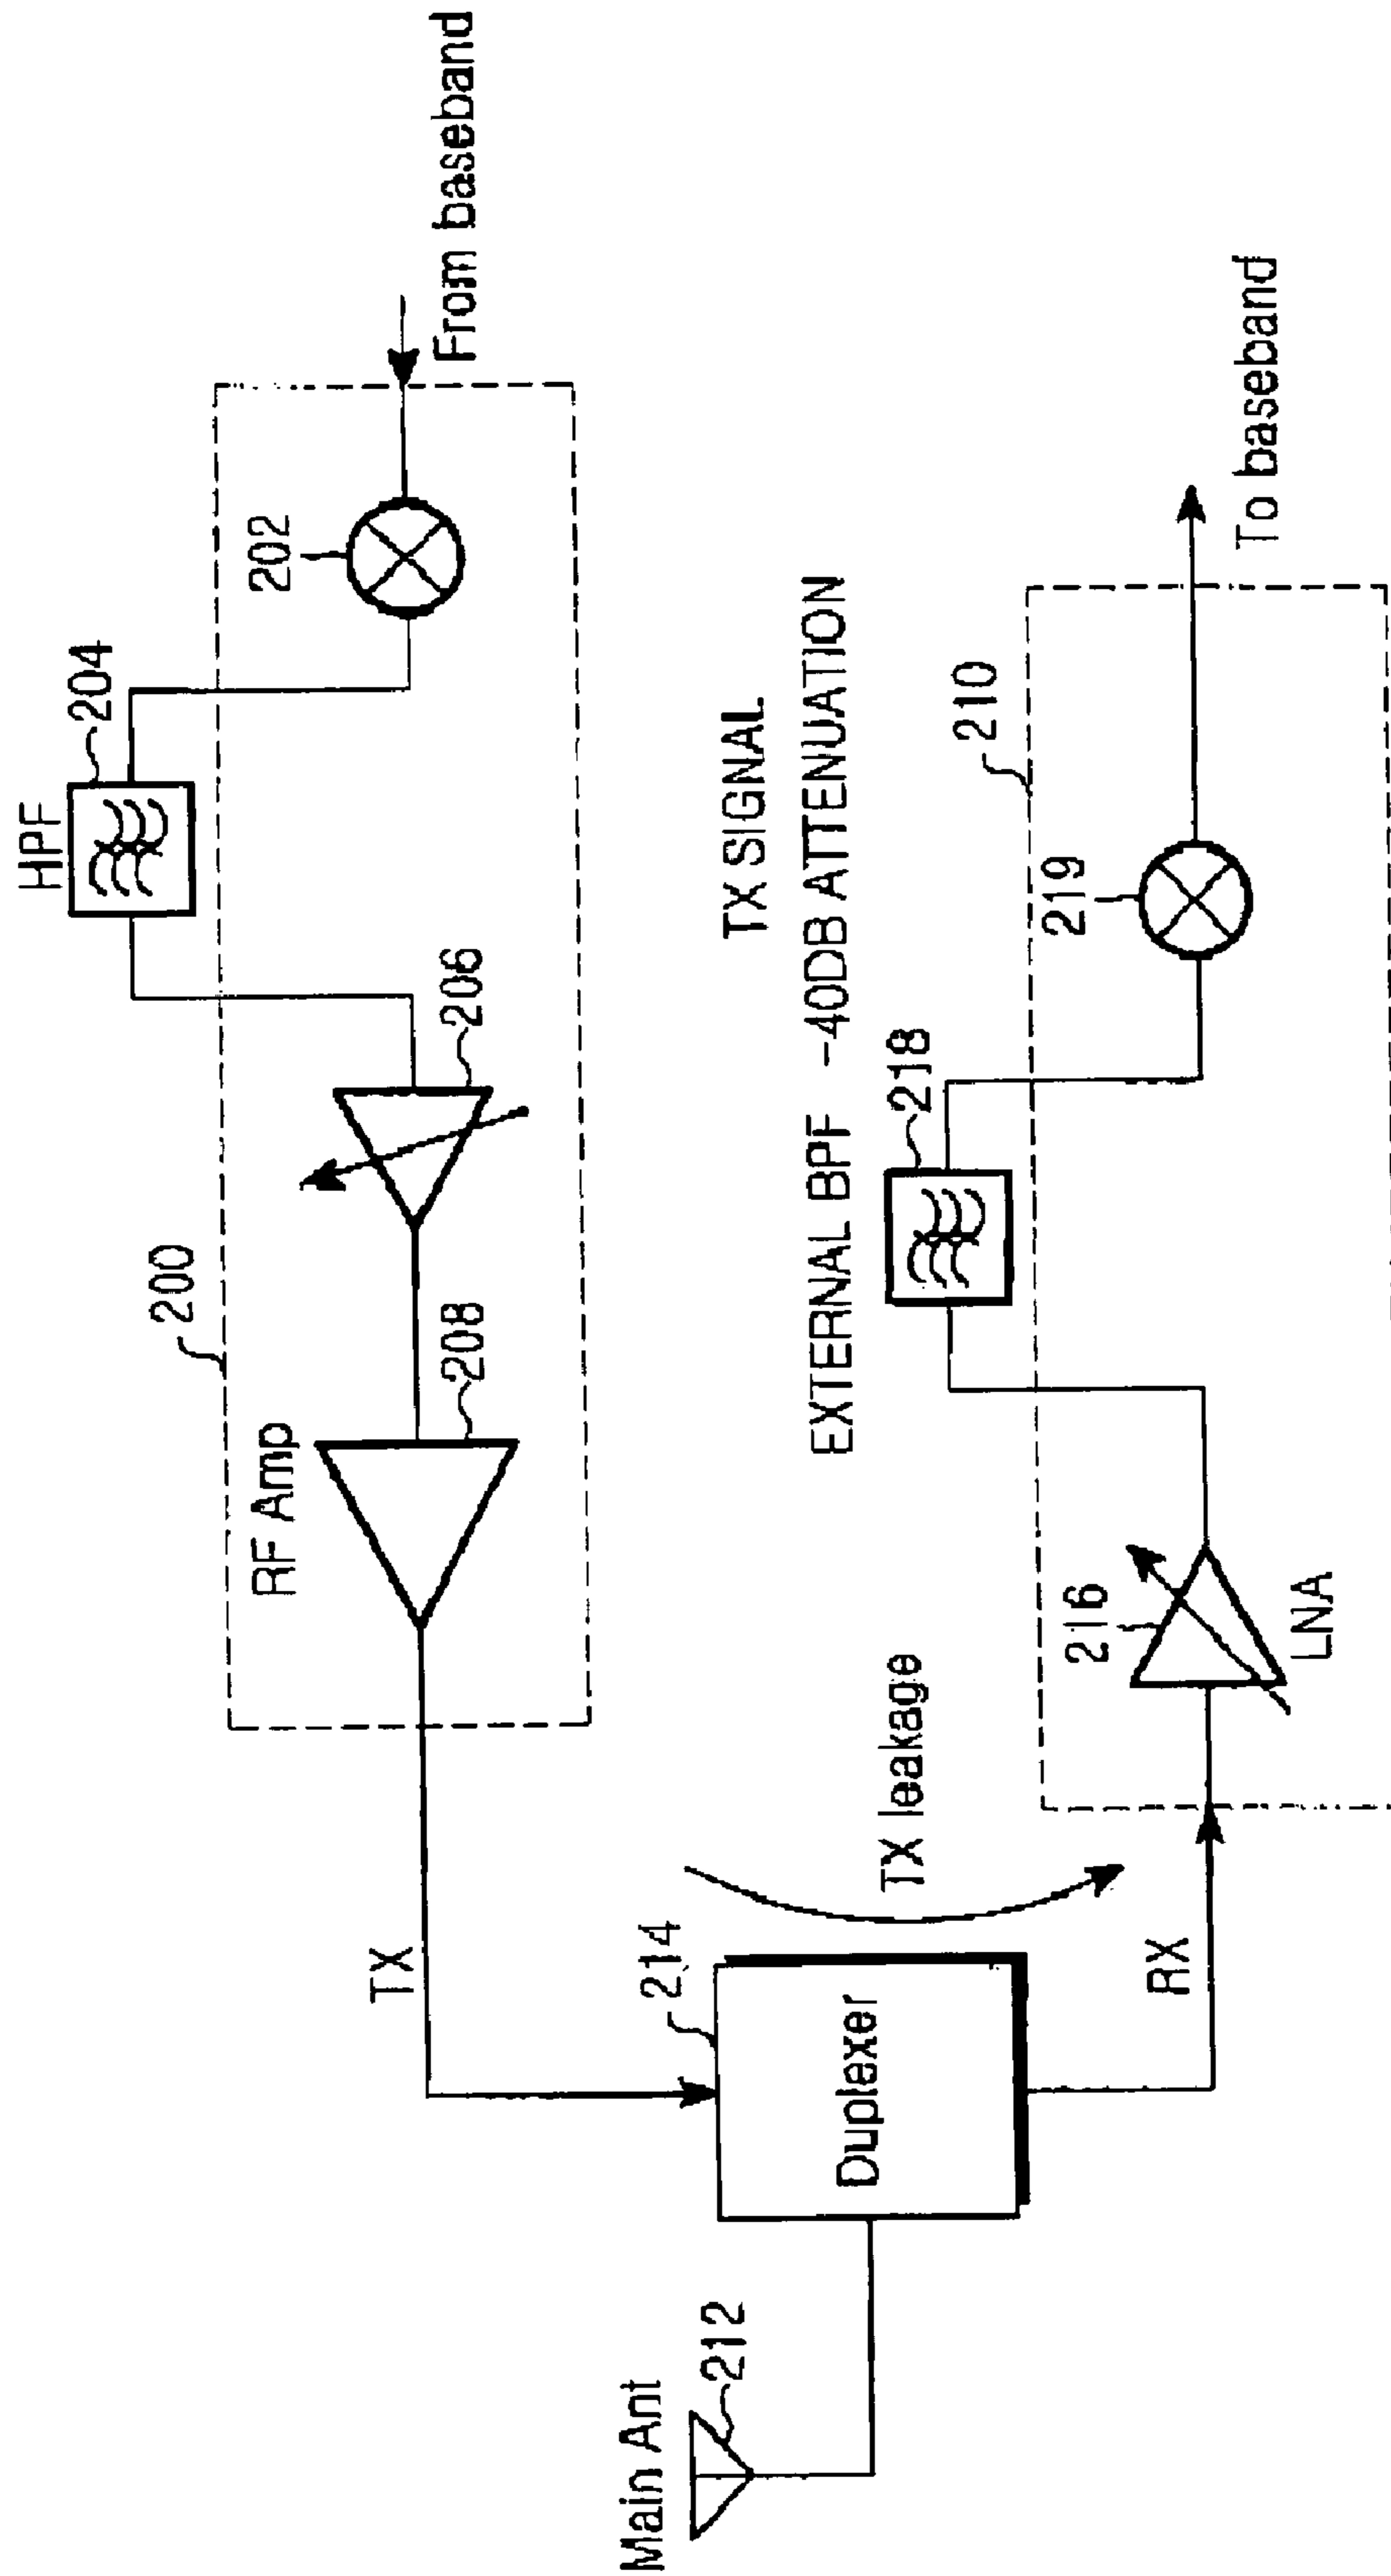 HPF
204
From baseband
202
200
206
RF Amp
208
TX
TX SIGNAL
EXTERNAL BPF -40DB ATTENUATION
218
210
Main Ant
212
214
Duplexer
TX leakage
216
219
To baseband
RX
LNA